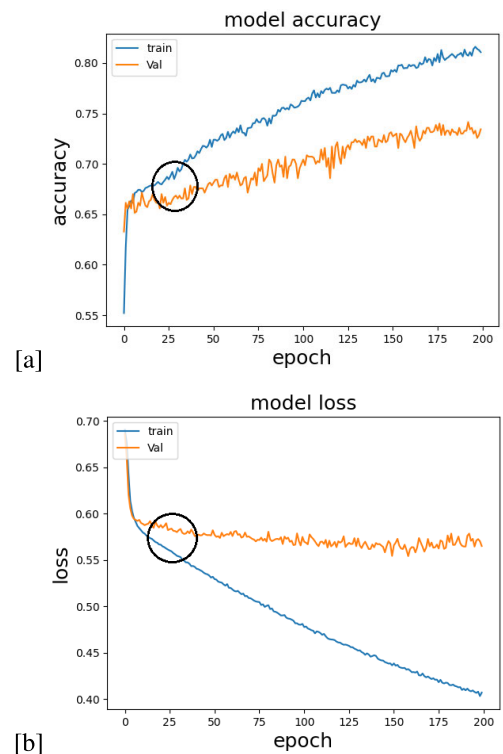 model accuracy
train
Val
0.80
0.75
0.70
0.65
0.60
0.55
accuracy
0 25 50 75 100 125 150 175 200
epoch
[a]
model loss
train
Val
0.70
0.65
0.60
0.55
0.50
0.45
0.40
loss
0 25 50 75 100 125 150 175 200
epoch
[b]